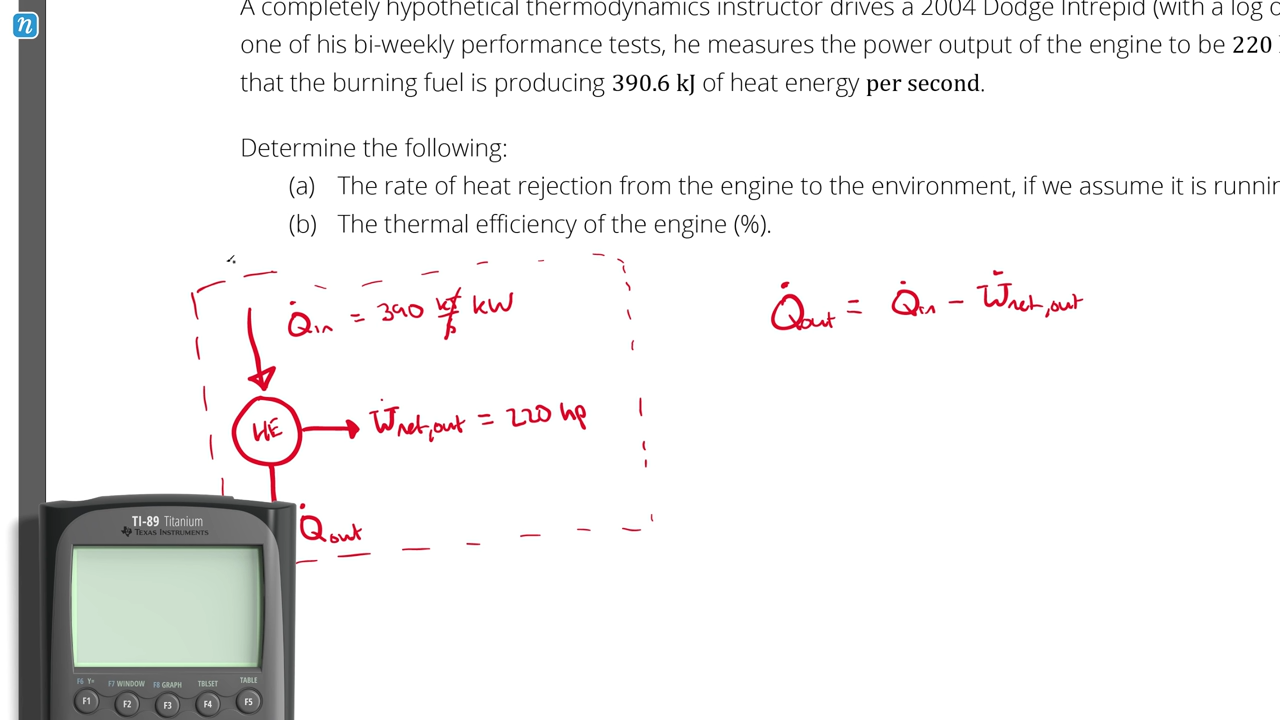 n
A completely hypothetical thermodynamics instructor drives a 2004 Dodge Intrepid (with a log o
one of his bi-weekly performance tests, he measures the power output of the engine to be 220
that the burning fuel is producing 390.6 kJ of heat energy per second.
Determine the following:
(a) The rate of heat rejection from the engine to the environment, if we assume it is runnin
(b) The thermal efficiency of the engine (%).
Q̇in = 390 kJ/s kW
Q̇out = Q̇in - Ẇnet,out
HE
Ẇnet,out = 220 hp
Q̇out
TI-89 Titanium
TEXAS INSTRUMENTS
F6 Y= F7 WINDOW F8 GRAPH TBLSET TABLE
F1 F2 F3 F4 F5